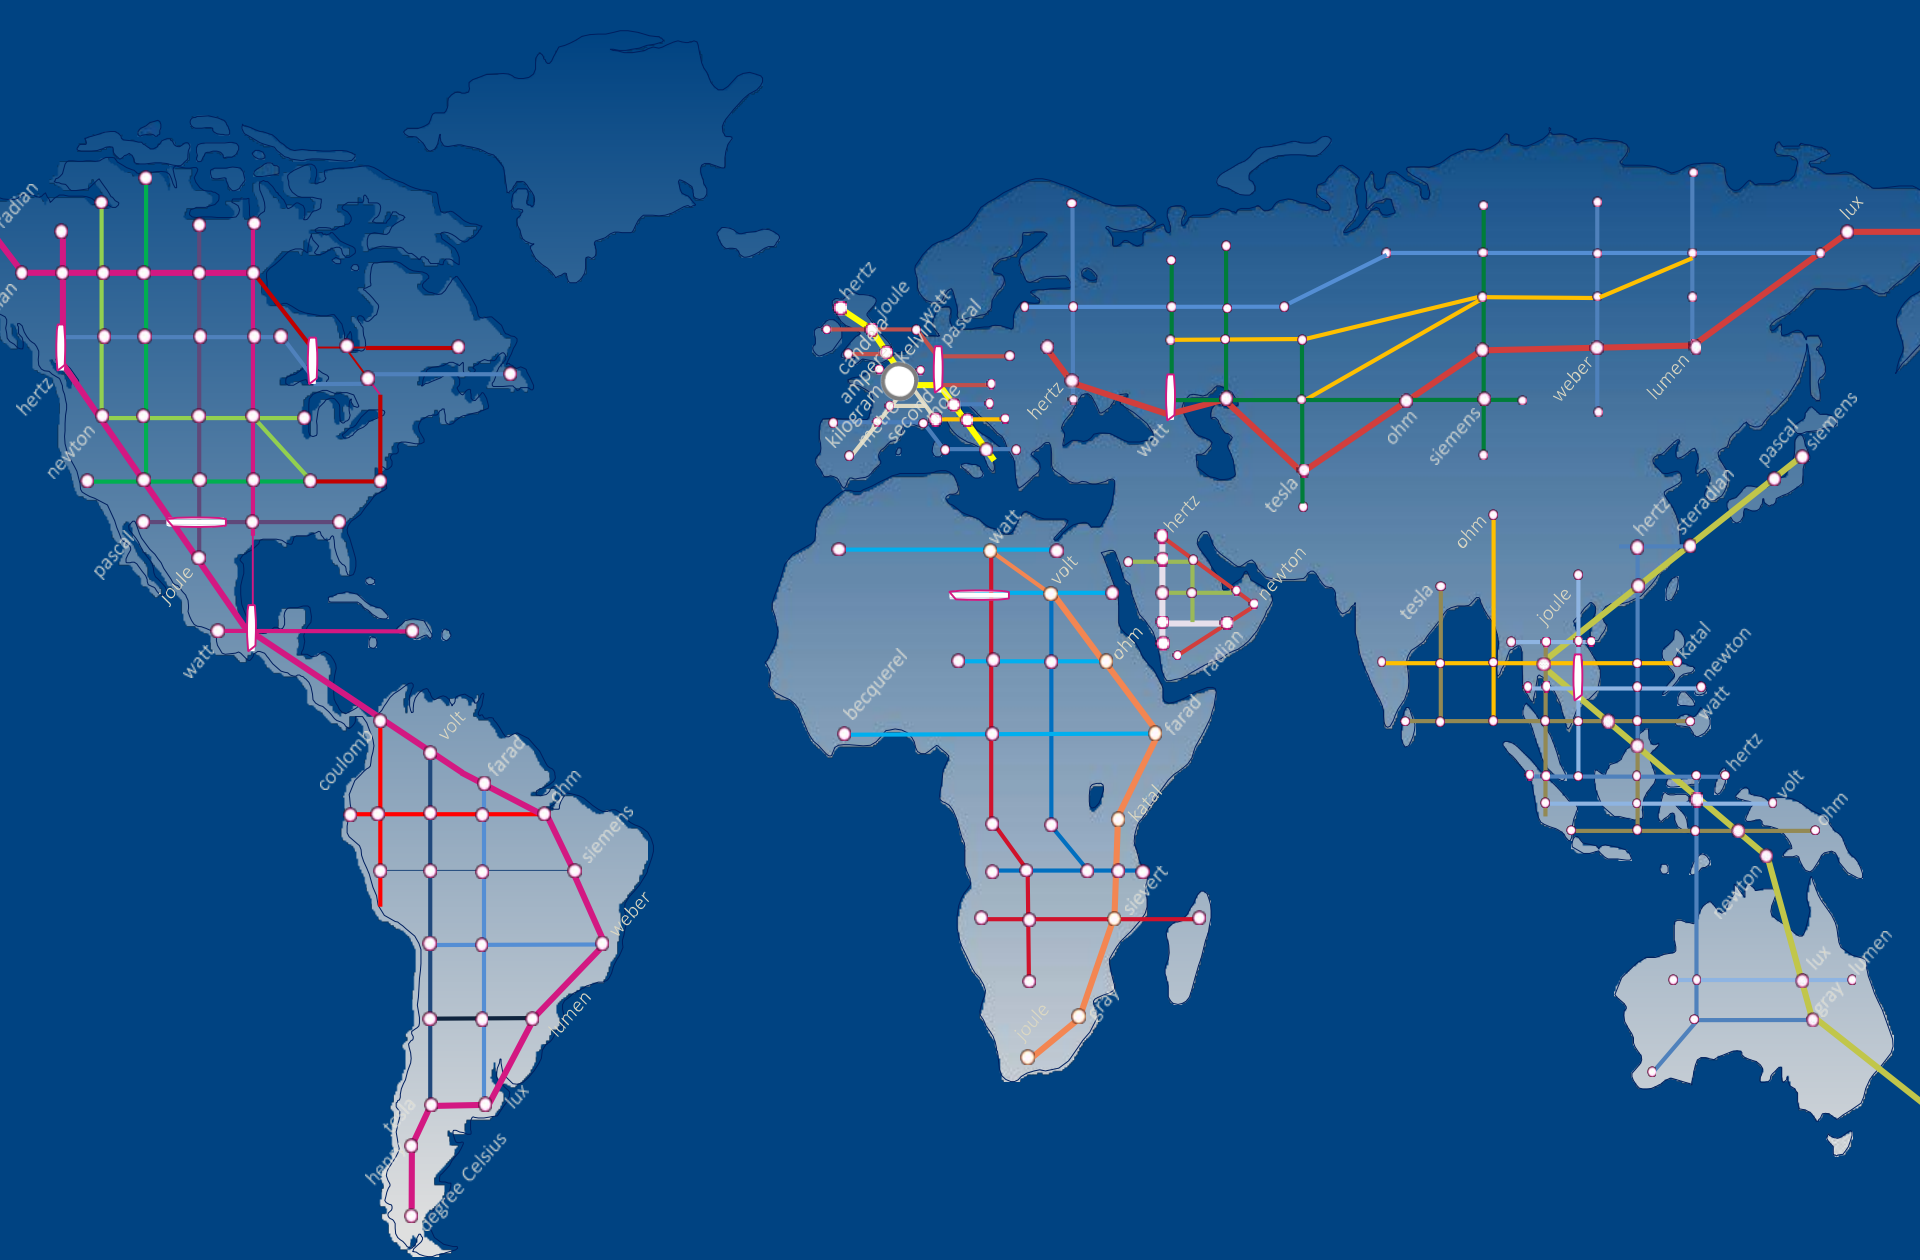 radian
hertz
newton
pascal
joule
watt
coulomb
volt
farad
ohm
siemens
weber
lumen
lux
tesla
henry
degree Celsius
hertz
joule
watt
pascal
candela
kelvin
ampere
kilogram
metre
second
mole
watt
volt
ohm
becquerel
farad
katal
sievert
gray
joule
hertz
newton
radian
hertz
watt
tesla
ohm
siemens
weber
lumen
lux
pascal
siemens
hertz
steradian
ohm
tesla
joule
katal
newton
watt
hertz
volt
ohm
newton
lux
lumen
gray